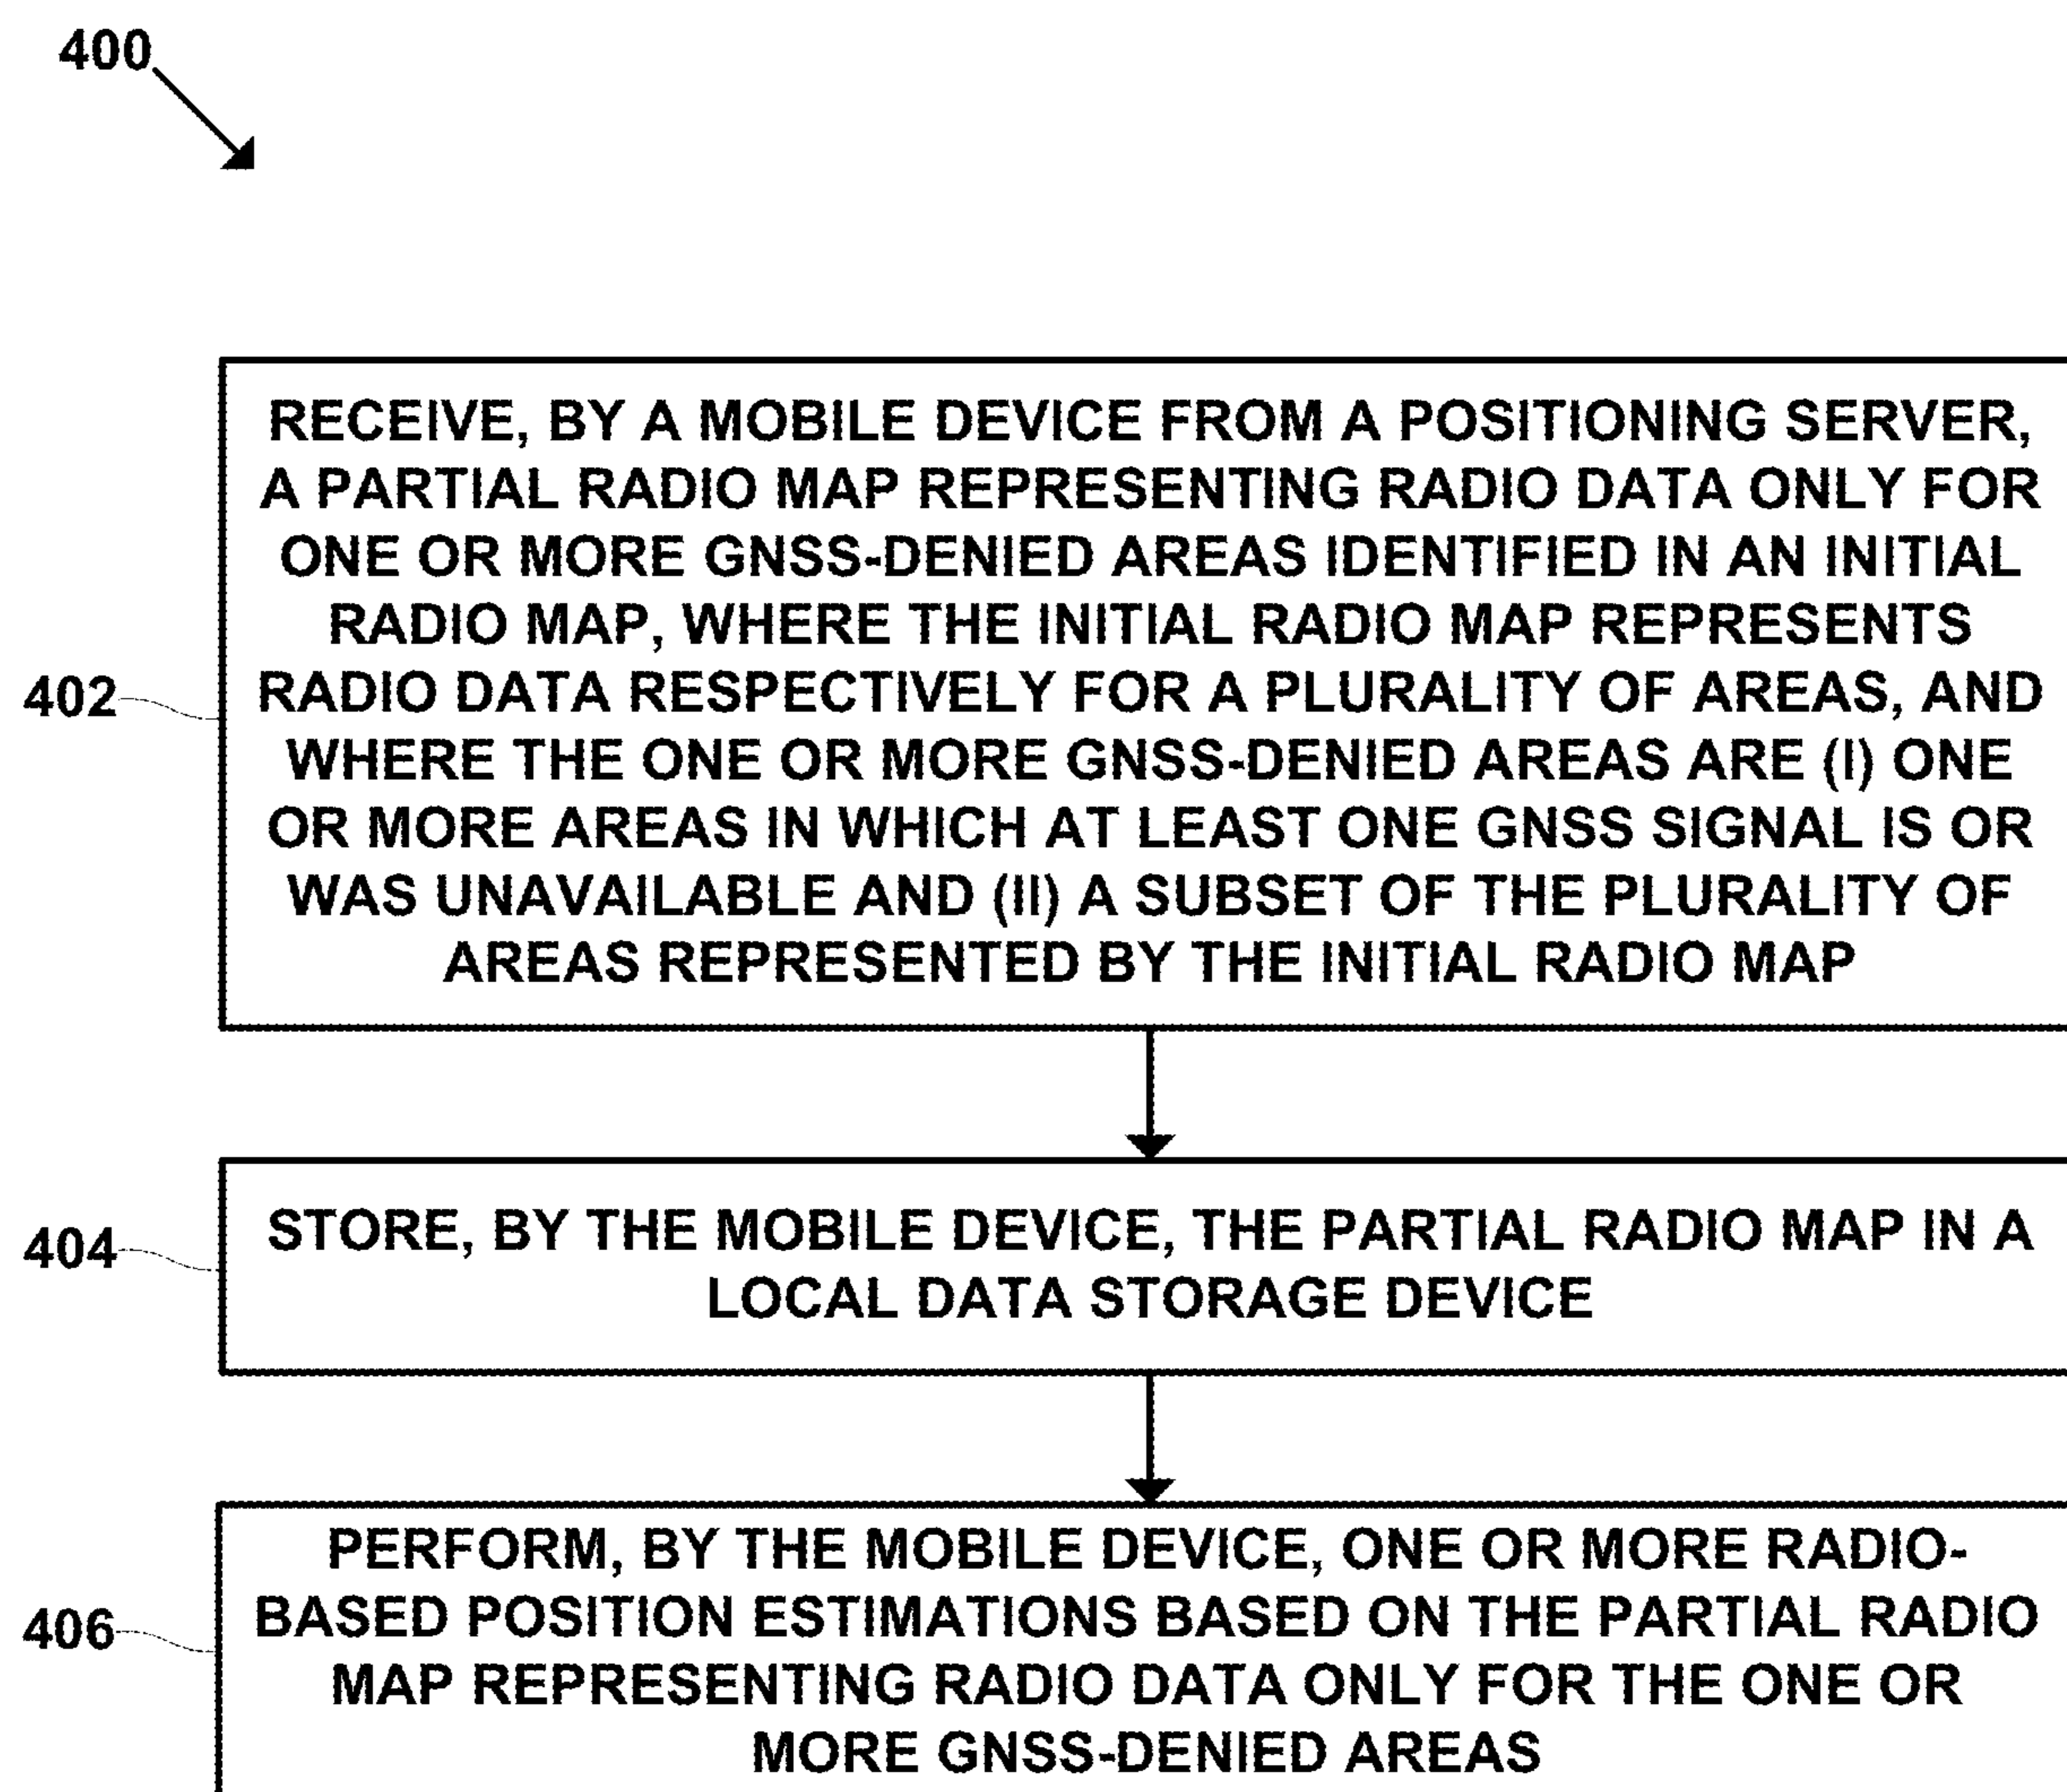 400
RECEIVE, BY A MOBILE DEVICE FROM A POSITIONING SERVER,
A PARTIAL RADIO MAP REPRESENTING RADIO DATA ONLY FOR
ONE OR MORE GNSS-DENIED AREAS IDENTIFIED IN AN INITIAL
RADIO MAP, WHERE THE INITIAL RADIO MAP REPRESENTS
RADIO DATA RESPECTIVELY FOR A PLURALITY OF AREAS, AND
WHERE THE ONE OR MORE GNSS-DENIED AREAS ARE (I) ONE
OR MORE AREAS IN WHICH AT LEAST ONE GNSS SIGNAL IS OR
WAS UNAVAILABLE AND (II) A SUBSET OF THE PLURALITY OF
AREAS REPRESENTED BY THE INITIAL RADIO MAP
402
STORE, BY THE MOBILE DEVICE, THE PARTIAL RADIO MAP IN A
LOCAL DATA STORAGE DEVICE
404
PERFORM, BY THE MOBILE DEVICE, ONE OR MORE RADIO-
BASED POSITION ESTIMATIONS BASED ON THE PARTIAL RADIO
MAP REPRESENTING RADIO DATA ONLY FOR THE ONE OR
MORE GNSS-DENIED AREAS
406